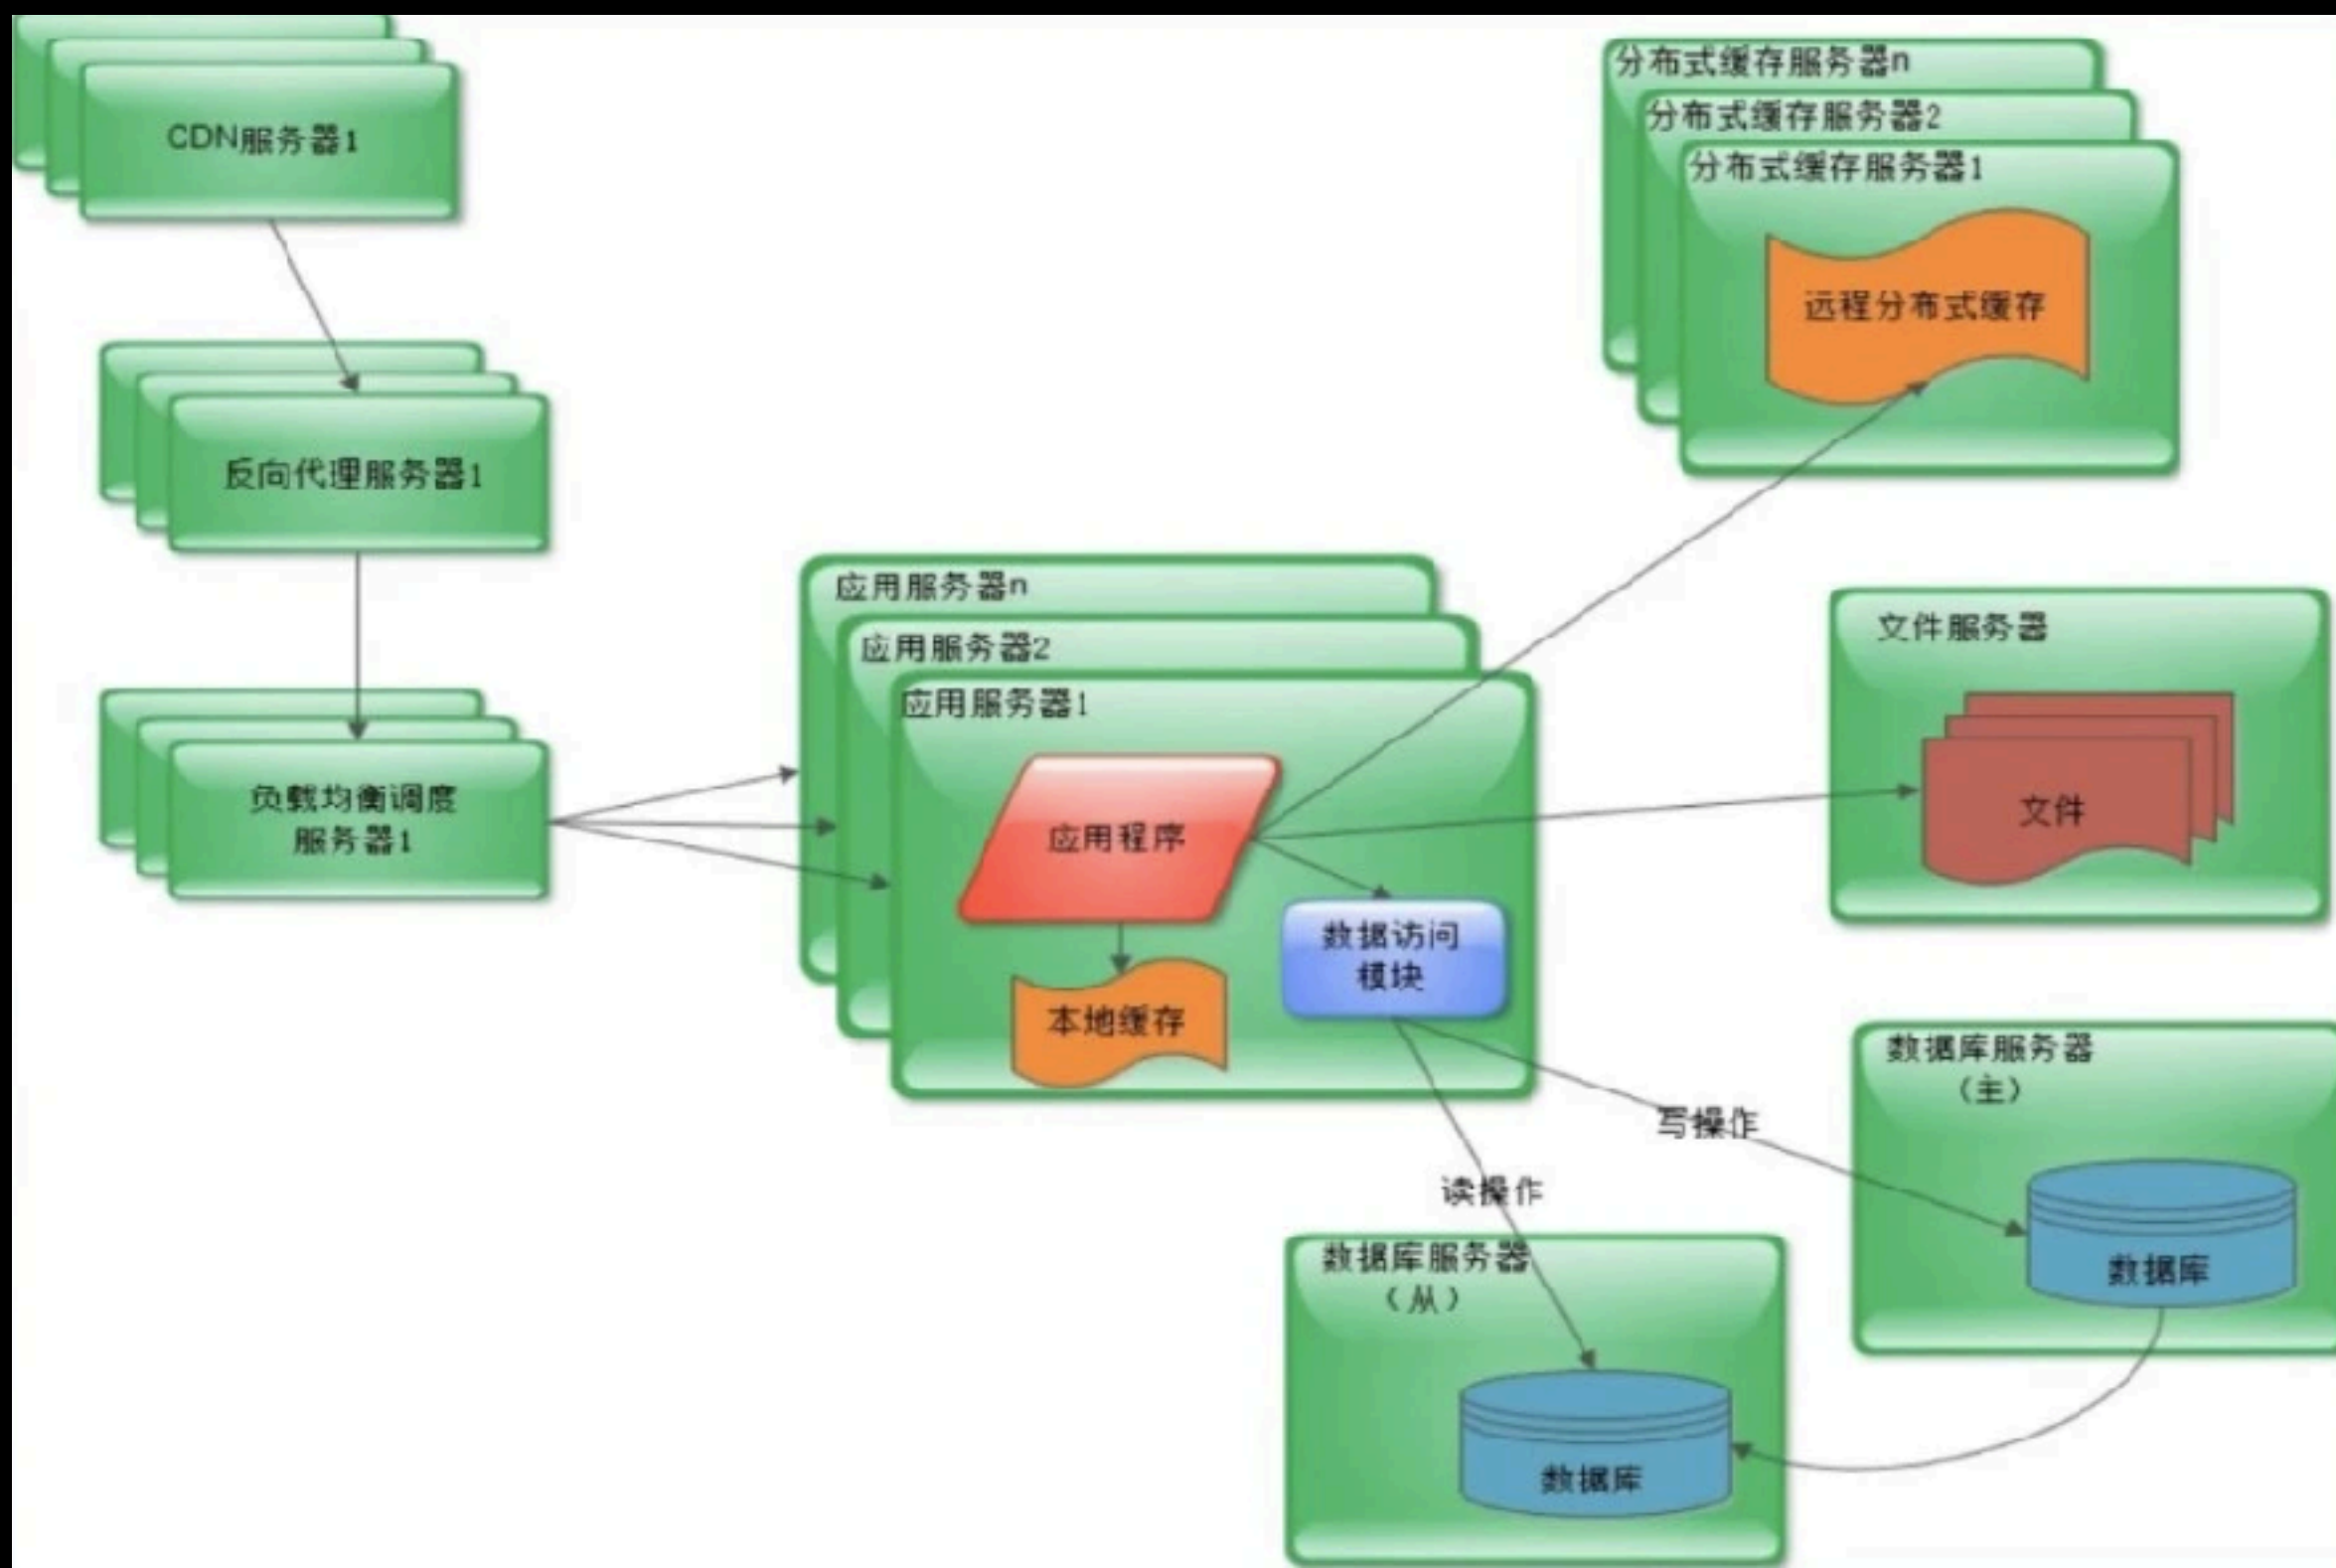 CDN服务器1
反向代理服务器1
负载均衡调度
服务器1
应用服务器n
应用服务器2
应用服务器1
应用程序
本地缓存
数据访问
模块
分布式缓存服务器n
分布式缓存服务器2
分布式缓存服务器1
远程分布式缓存
文件服务器
文件
写操作
读操作
数据库服务器
（主）
数据库
数据库服务器
（从）
数据库